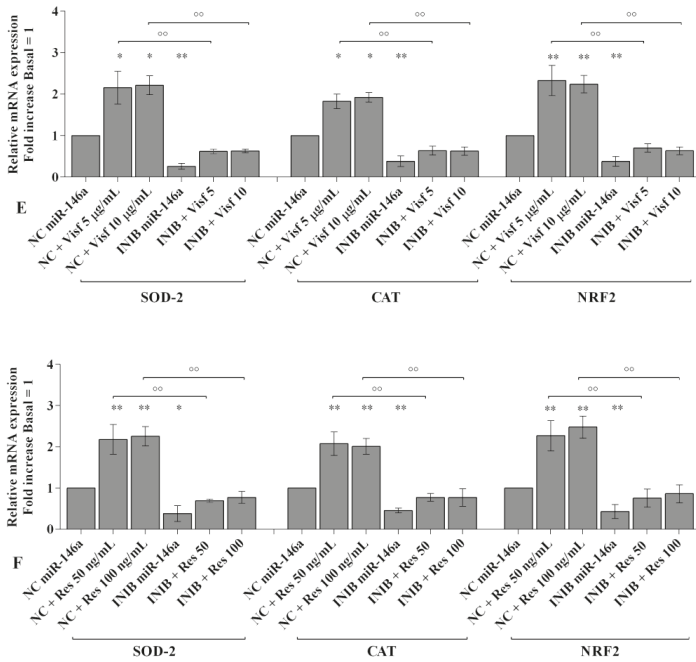 Relative mRNA expression
Fold increase Basal = 1
4
3
2
1
0
°° °° °°
°° °° °°
* * ** * * ** ** ** **
NC miR-146a
NC + Visf 5 µg/mL
NC + Visf 10 µg/mL
INIB miR-146a
INIB + Visf 5
INIB + Visf 10
NC miR-146a
NC + Visf 5 µg/mL
NC + Visf 10 µg/mL
INIB miR-146a
INIB + Visf 5
INIB + Visf 10
NC miR-146a
NC + Visf 5 µg/mL
NC + Visf 10 µg/mL
INIB miR-146a
INIB + Visf 5
INIB + Visf 10
E
SOD-2 CAT NRF2
Relative mRNA expression
Fold increase Basal = 1
4
3
2
1
0
°° °° °°
°° °° °°
** ** * ** ** ** ** ** **
NC miR-146a
NC + Res 50 ng/mL
NC + Res 100 ng/mL
INIB miR-146a
INIB + Res 50
INIB + Res 100
NC miR-146a
NC + Res 50 ng/mL
NC + Res 100 ng/mL
INIB miR-146a
INIB + Res 50
INIB + Res 100
NC miR-146a
NC + Res 50 ng/mL
NC + Res 100 ng/mL
INIB miR-146a
INIB + Res 50
INIB + Res 100
F
SOD-2 CAT NRF2